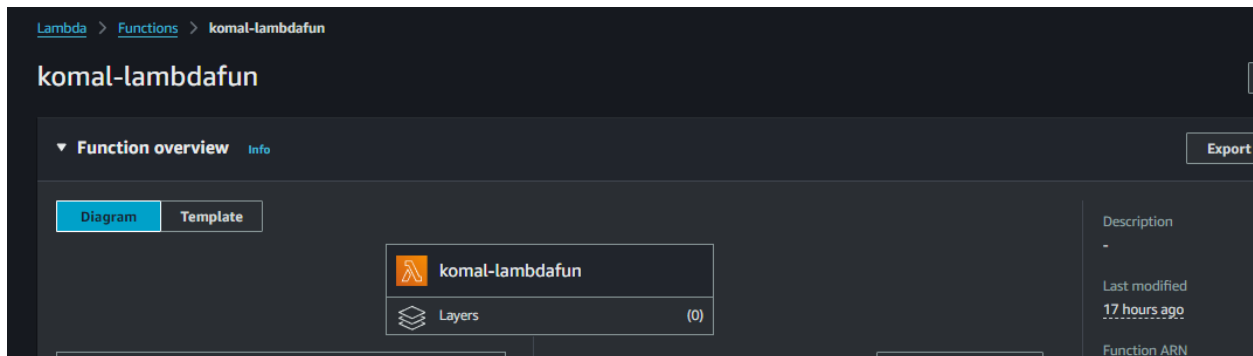 Lambda > Functions > komal-lambdafun
komal-lambdafun
Function overview Info
Export
Diagram Template
komal-lambdafun
Layers (0)
Description
-
Last modified
17 hours ago
Function ARN